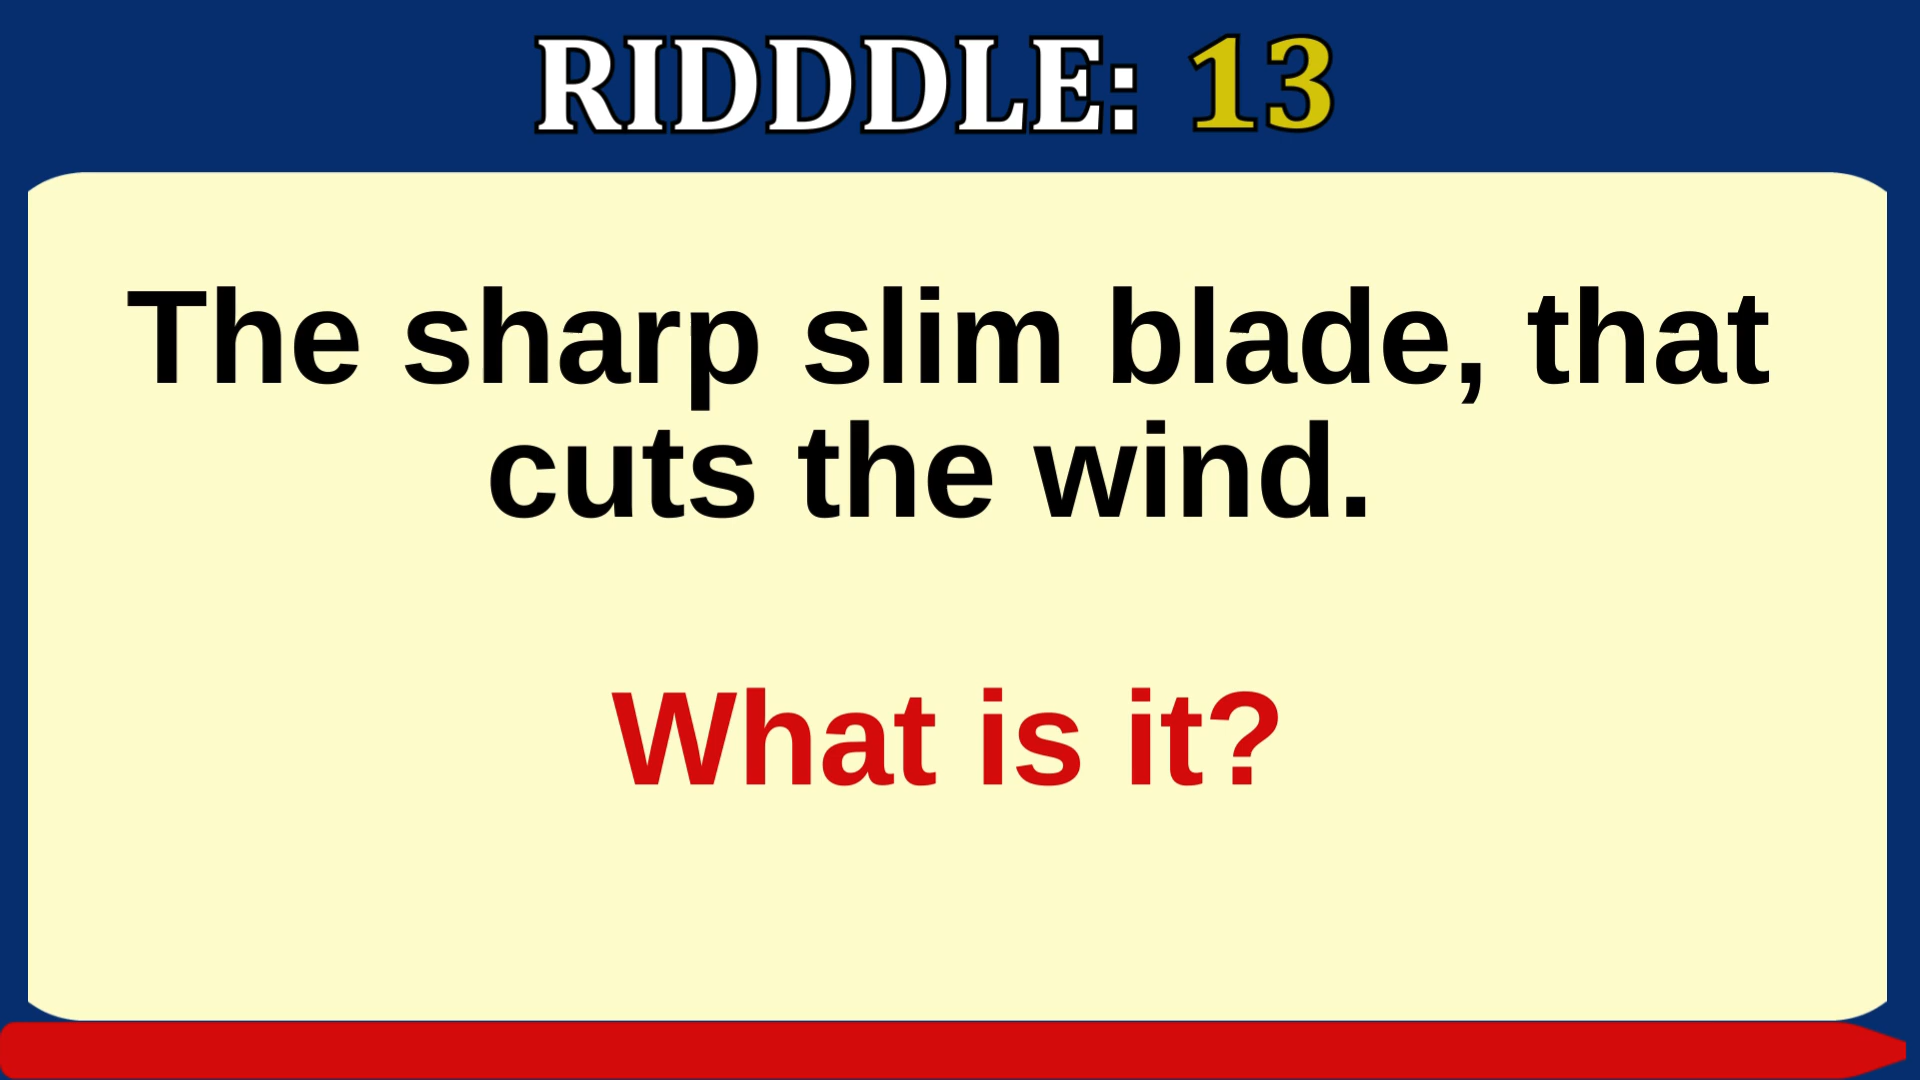 RIDDDLE: 13
The sharp slim blade, that
cuts the wind.
What is it?